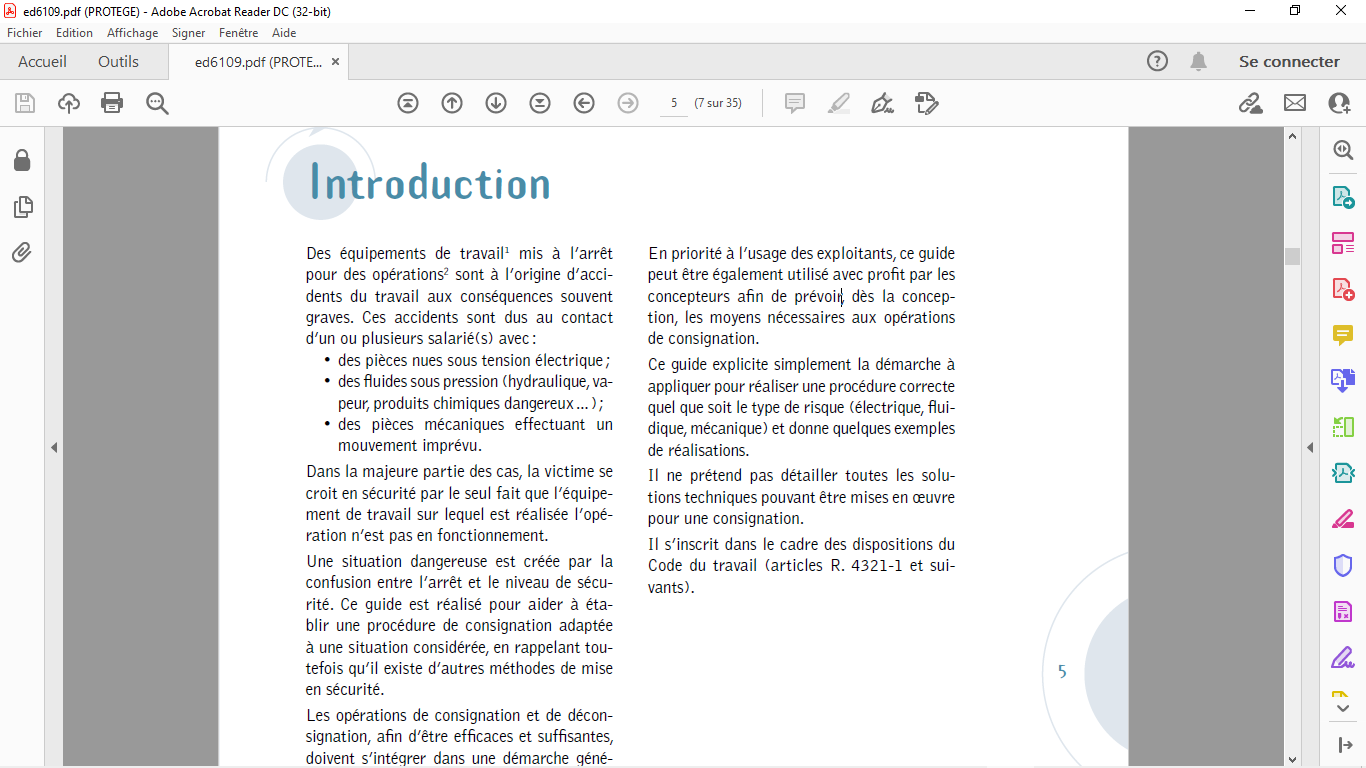 ed6109.pdf (PROTEGE) - Adobe Acrobat Reader DC (32-bit)
Fichier Edition Affichage Signer Fenêtre Aide
Accueil Outils ed6109.pdf (PROTE... × Se connecter
5 (7 sur 35)
Introduction
Des équipements de travail¹ mis à l'arrêt
pour des opérations² sont à l'origine d'acci-
dents du travail aux conséquences souvent
graves. Ces accidents sont dus au contact
d'un ou plusieurs salarié(s) avec :
• des pièces nues sous tension électrique ;
• des fluides sous pression (hydraulique, va-
peur, produits chimiques dangereux ... ) ;
• des pièces mécaniques effectuant un
mouvement imprévu.
Dans la majeure partie des cas, la victime se
croit en sécurité par le seul fait que l'équipe-
ment de travail sur lequel est réalisée l'opé-
ration n'est pas en fonctionnement.
Une situation dangereuse est créée par la
confusion entre l'arrêt et le niveau de sécu-
rité. Ce guide est réalisé pour aider à éta-
blir une procédure de consignation adaptée
à une situation considérée, en rappelant tou-
tefois qu'il existe d'autres méthodes de mise
en sécurité.
Les opérations de consignation et de décon-
signation, afin d'être efficaces et suffisantes,
doivent s'intégrer dans une démarche géné-
En priorité à l'usage des exploitants, ce guide
peut être également utilisé avec profit par les
concepteurs afin de prévoir, dès la concep-
tion, les moyens nécessaires aux opérations
de consignation.
Ce guide explicite simplement la démarche à
appliquer pour réaliser une procédure correcte
quel que soit le type de risque (électrique, flui-
dique, mécanique) et donne quelques exemples
de réalisations.
Il ne prétend pas détailler toutes les solu-
tions techniques pouvant être mises en œuvre
pour une consignation.
Il s'inscrit dans le cadre des dispositions du
Code du travail (articles R. 4321-1 et sui-
vants).
5